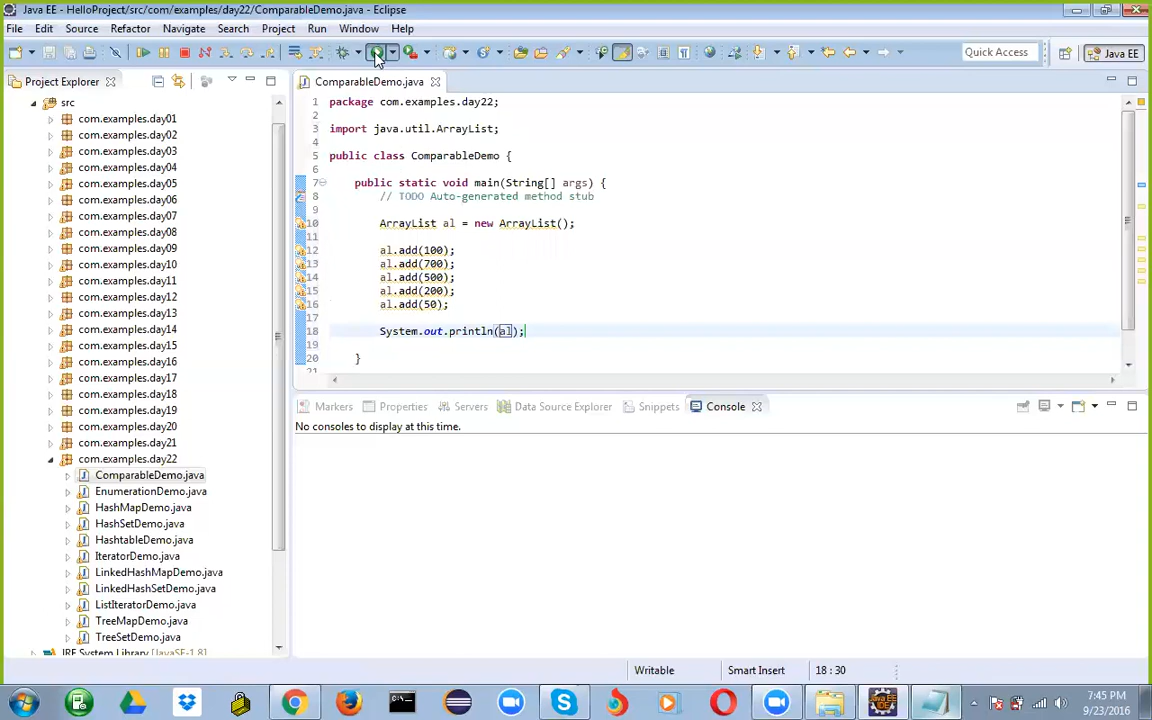 Java EE - HelloProject/src/com/examples/day22/ComparableDemo.java - Eclipse
File Edit Source Refactor Navigate Search Project Run Window Help
Quick Access
Java EE
Project Explorer
src
com.examples.day01
com.examples.day02
com.examples.day03
com.examples.day04
com.examples.day05
com.examples.day06
com.examples.day07
com.examples.day08
com.examples.day09
com.examples.day10
com.examples.day11
com.examples.day12
com.examples.day13
com.examples.day14
com.examples.day15
com.examples.day16
com.examples.day17
com.examples.day18
com.examples.day19
com.examples.day20
com.examples.day21
com.examples.day22
ComparableDemo.java
EnumerationDemo.java
HashMapDemo.java
HashSetDemo.java
HashtableDemo.java
IteratorDemo.java
LinkedHashMapDemo.java
LinkedHashSetDemo.java
ListIteratorDemo.java
TreeMapDemo.java
TreeSetDemo.java
JRE System Library [JavaSE-1.8]
ComparableDemo.java
1 package com.examples.day22;
2
3 import java.util.ArrayList;
4
5 public class ComparableDemo {
6
7 public static void main(String[] args) {
8 // TODO Auto-generated method stub
9
10 ArrayList al = new ArrayList();
11
12 al.add(100);
13 al.add(700);
14 al.add(500);
15 al.add(200);
16 al.add(50);
17
18 System.out.println(al);
19
20 }
21
Markers Properties Servers Data Source Explorer Snippets Console
No consoles to display at this time.
Writable Smart Insert 18 : 30
7:45 PM
9/23/2016